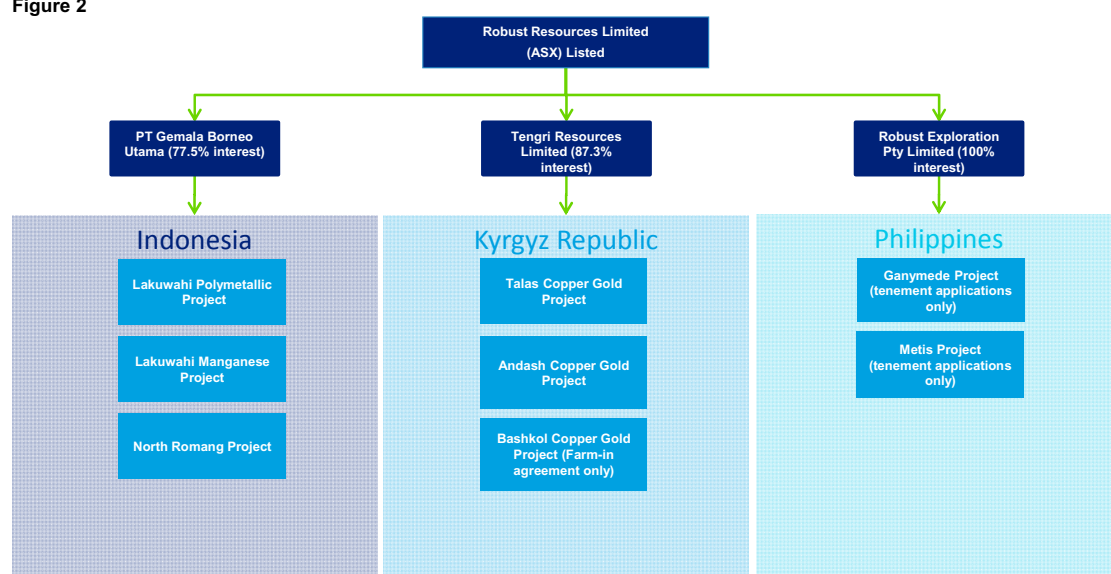 Figure 2
Robust Resources Limited
(ASX) Listed
PT Gemala Borneo
Utama (77.5% interest)
Tengri Resources
Limited (87.3%
interest)
Robust Exploration
Pty Limited (100%
interest)
Indonesia
Lakuwahi Polymetallic
Project
Lakuwahi Manganese
Project
North Romang Project
Kyrgyz Republic
Talas Copper Gold
Project
Andash Copper Gold
Project
Bashkol Copper Gold
Project (Farm-in
agreement only)
Philippines
Ganymede Project
(tenement applications
only)
Metis Project
(tenement applications
only)